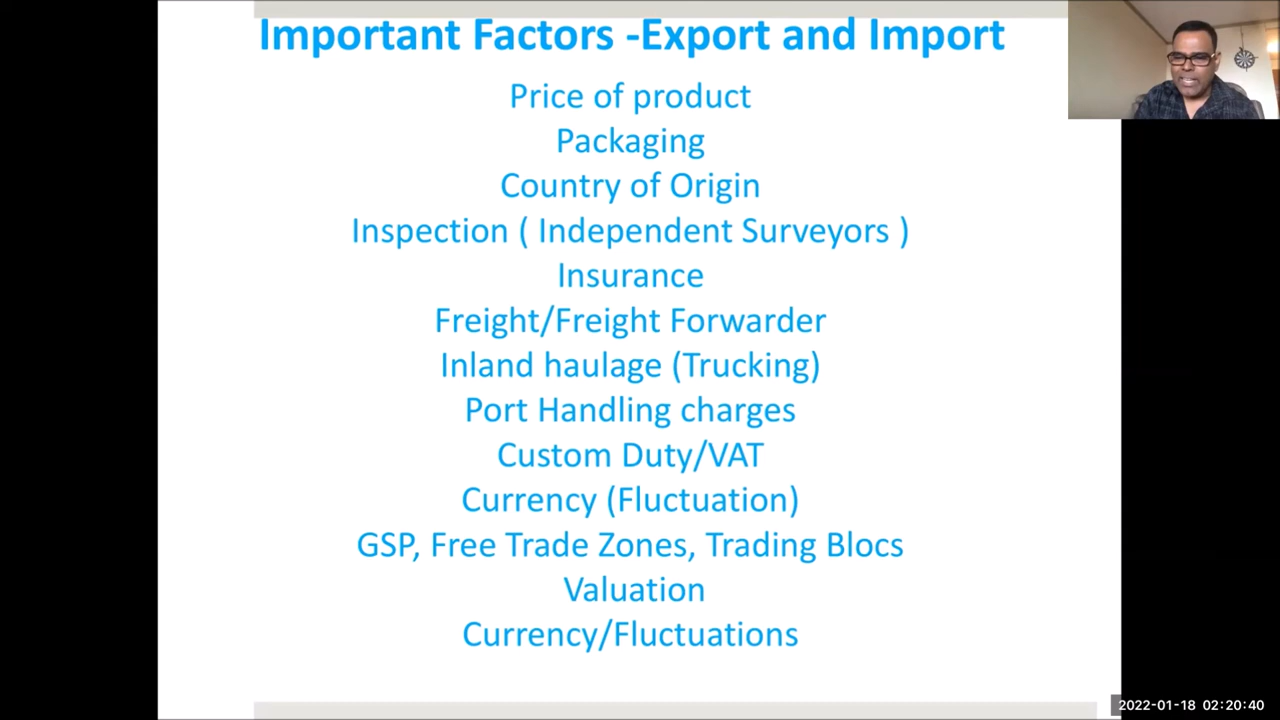 Important Factors -Export and Import
Price of product
Packaging
Country of Origin
Inspection ( Independent Surveyors )
Insurance
Freight/Freight Forwarder
Inland haulage (Trucking)
Port Handling charges
Custom Duty/VAT
Currency (Fluctuation)
GSP, Free Trade Zones, Trading Blocs
Valuation
Currency/Fluctuations
2022-01-18 02:20:40